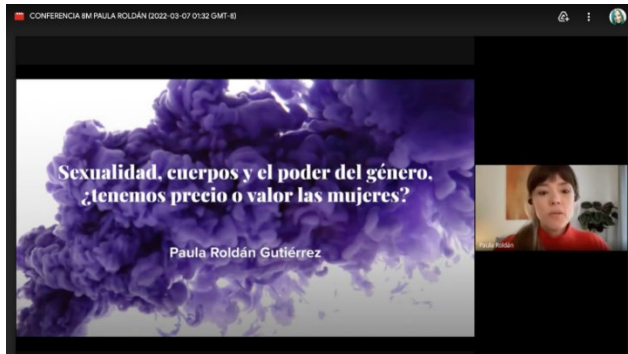 CONFERENCIA 8M PAULA ROLDÁN (2022-03-07 01:32 GMT-8)
Sexualidad, cuerpos y el poder del género,
¿tenemos precio o valor las mujeres?
Paula Roldán Gutiérrez
Paula Roldán